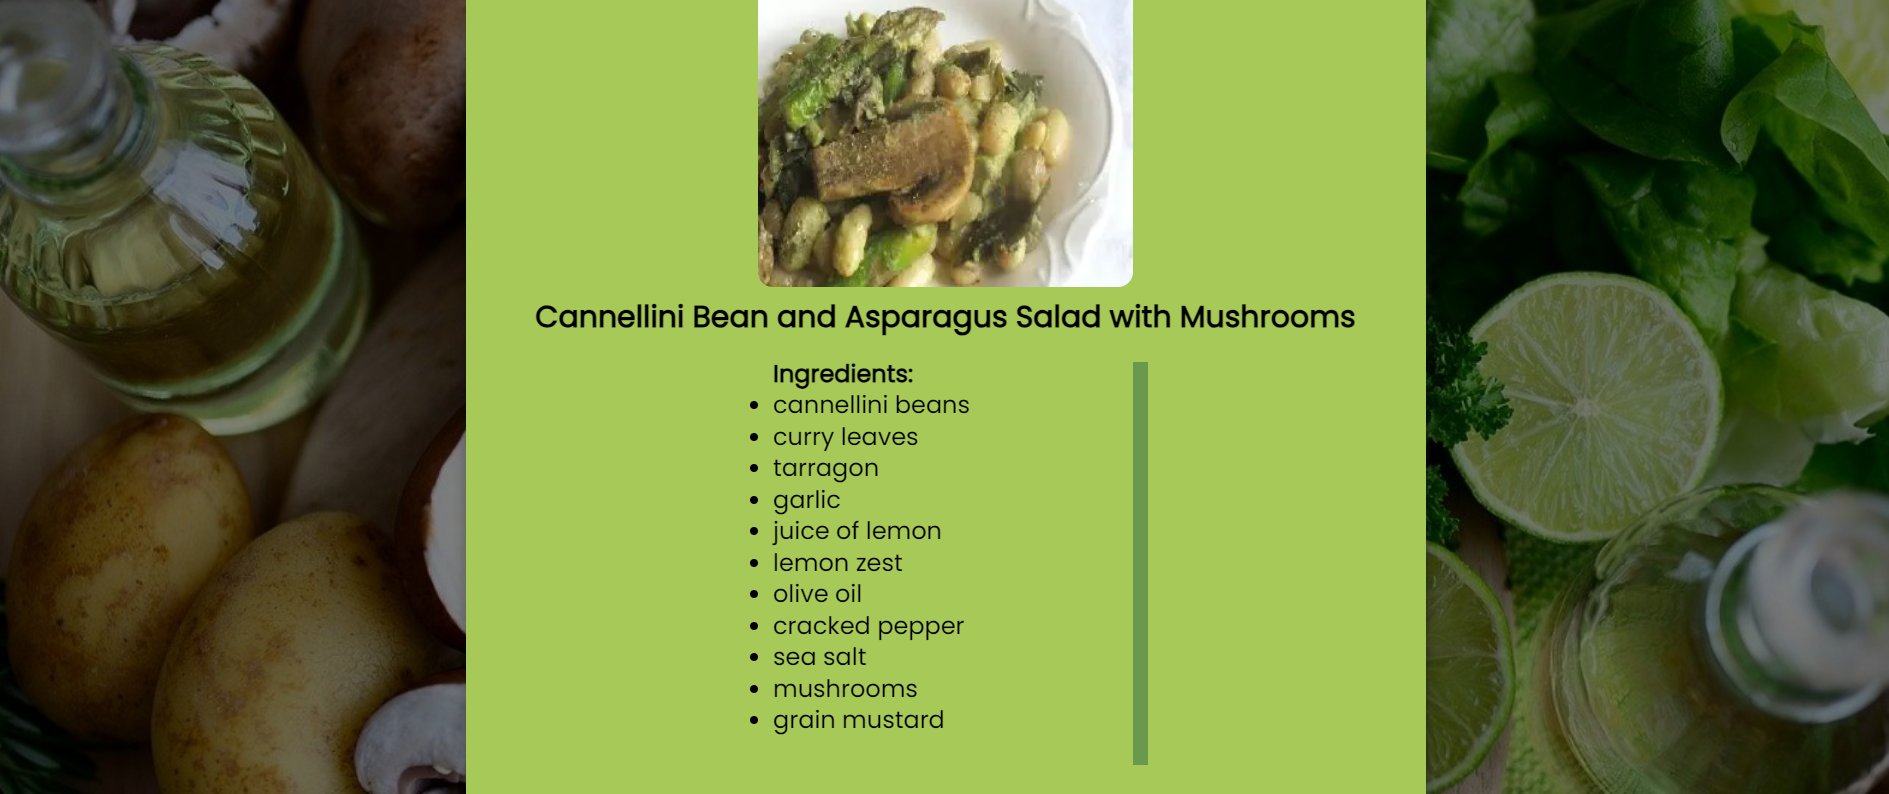 Cannellini Bean and Asparagus Salad with Mushrooms
Ingredients:
cannellini beans
curry leaves
tarragon
garlic
juice of lemon
lemon zest
olive oil
cracked pepper
sea salt
mushrooms
grain mustard